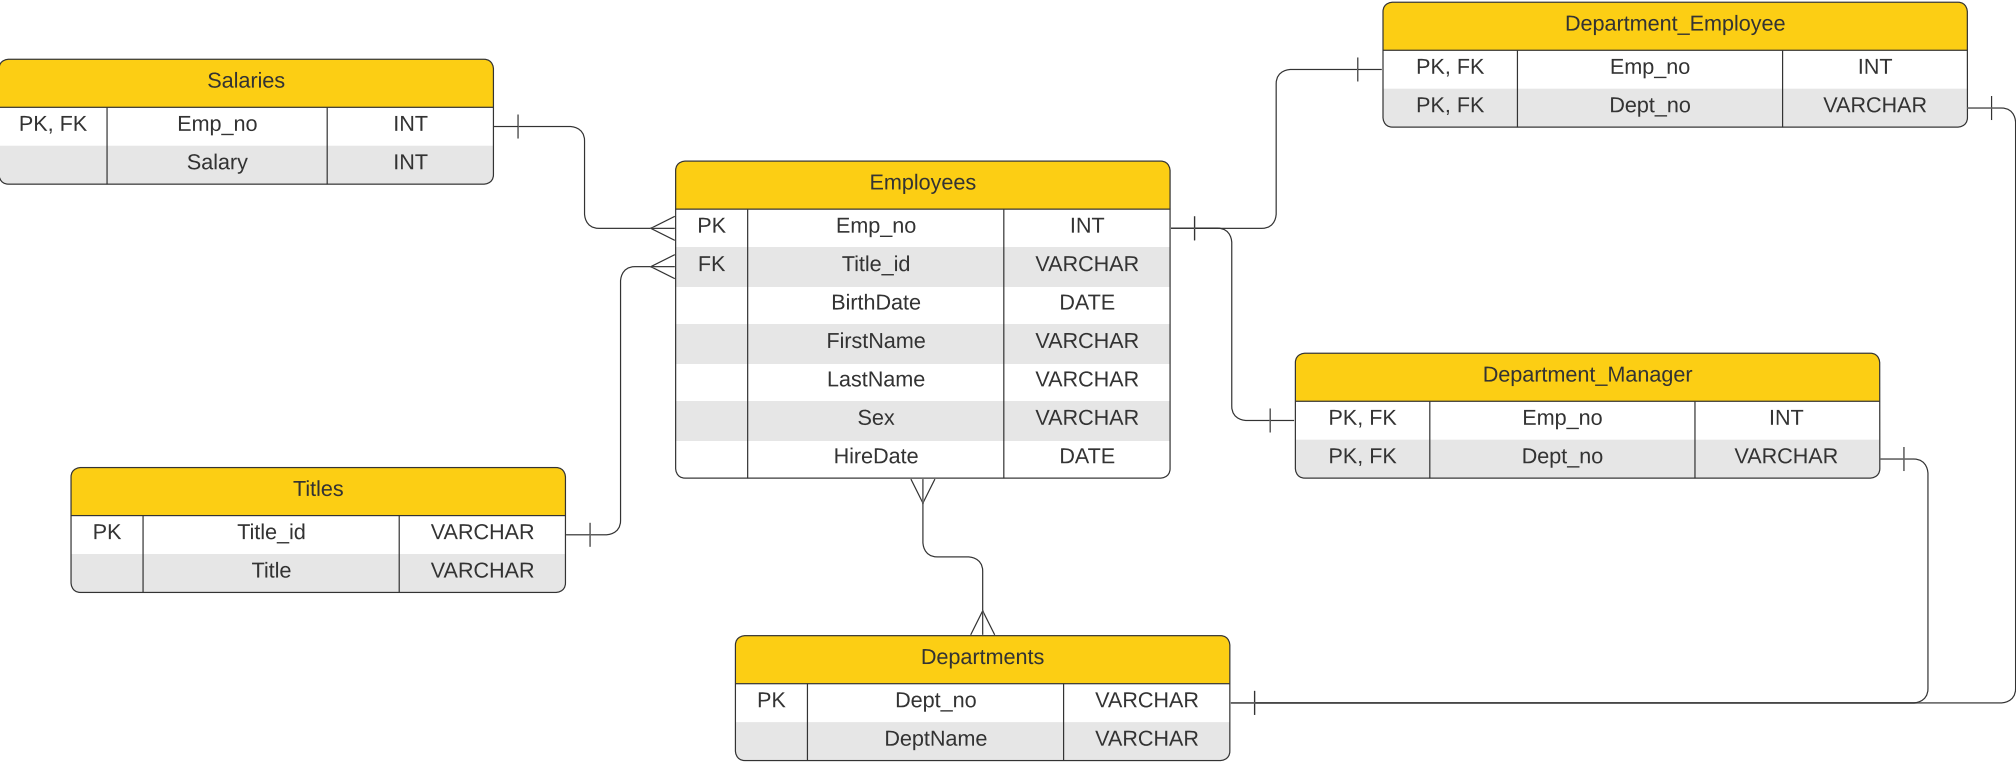 Salaries
PK, FK Emp_no INT
Salary INT
Titles
PK Title_id VARCHAR
Title VARCHAR
Employees
PK Emp_no INT
FK Title_id VARCHAR
BirthDate DATE
FirstName VARCHAR
LastName VARCHAR
Sex VARCHAR
HireDate DATE
Departments
PK Dept_no VARCHAR
DeptName VARCHAR
Department_Employee
PK, FK Emp_no INT
PK, FK Dept_no VARCHAR
Department_Manager
PK, FK Emp_no INT
PK, FK Dept_no VARCHAR